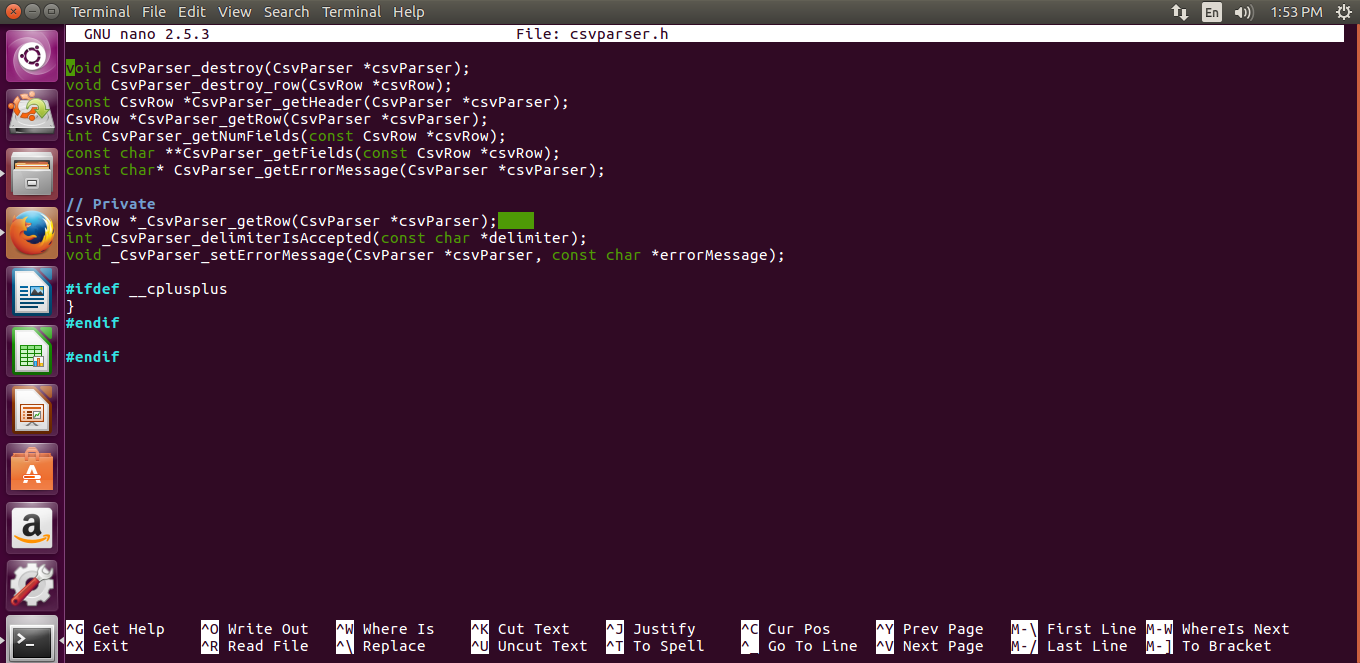 Terminal File Edit View Search Terminal Help En 1:53 PM
GNU nano 2.5.3 File: csvparser.h
void CsvParser_destroy(CsvParser *csvParser);
void CsvParser_destroy_row(CsvRow *csvRow);
const CsvRow *CsvParser_getHeader(CsvParser *csvParser);
CsvRow *CsvParser_getRow(CsvParser *csvParser);
int CsvParser_getNumFields(const CsvRow *csvRow);
const char **CsvParser_getFields(const CsvRow *csvRow);
const char* CsvParser_getErrorMessage(CsvParser *csvParser);
// Private
CsvRow *_CsvParser_getRow(CsvParser *csvParser);
int _CsvParser_delimiterIsAccepted(const char *delimiter);
void _CsvParser_setErrorMessage(CsvParser *csvParser, const char *errorMessage);
#ifdef __cplusplus
}
#endif
#endif
^G Get Help ^O Write Out ^W Where Is ^K Cut Text ^J Justify ^C Cur Pos ^Y Prev Page M-\ First Line M-W WhereIs Next
^X Exit ^R Read File ^\ Replace ^U Uncut Text ^T To Spell ^_ Go To Line ^V Next Page M-/ Last Line M-] To Bracket